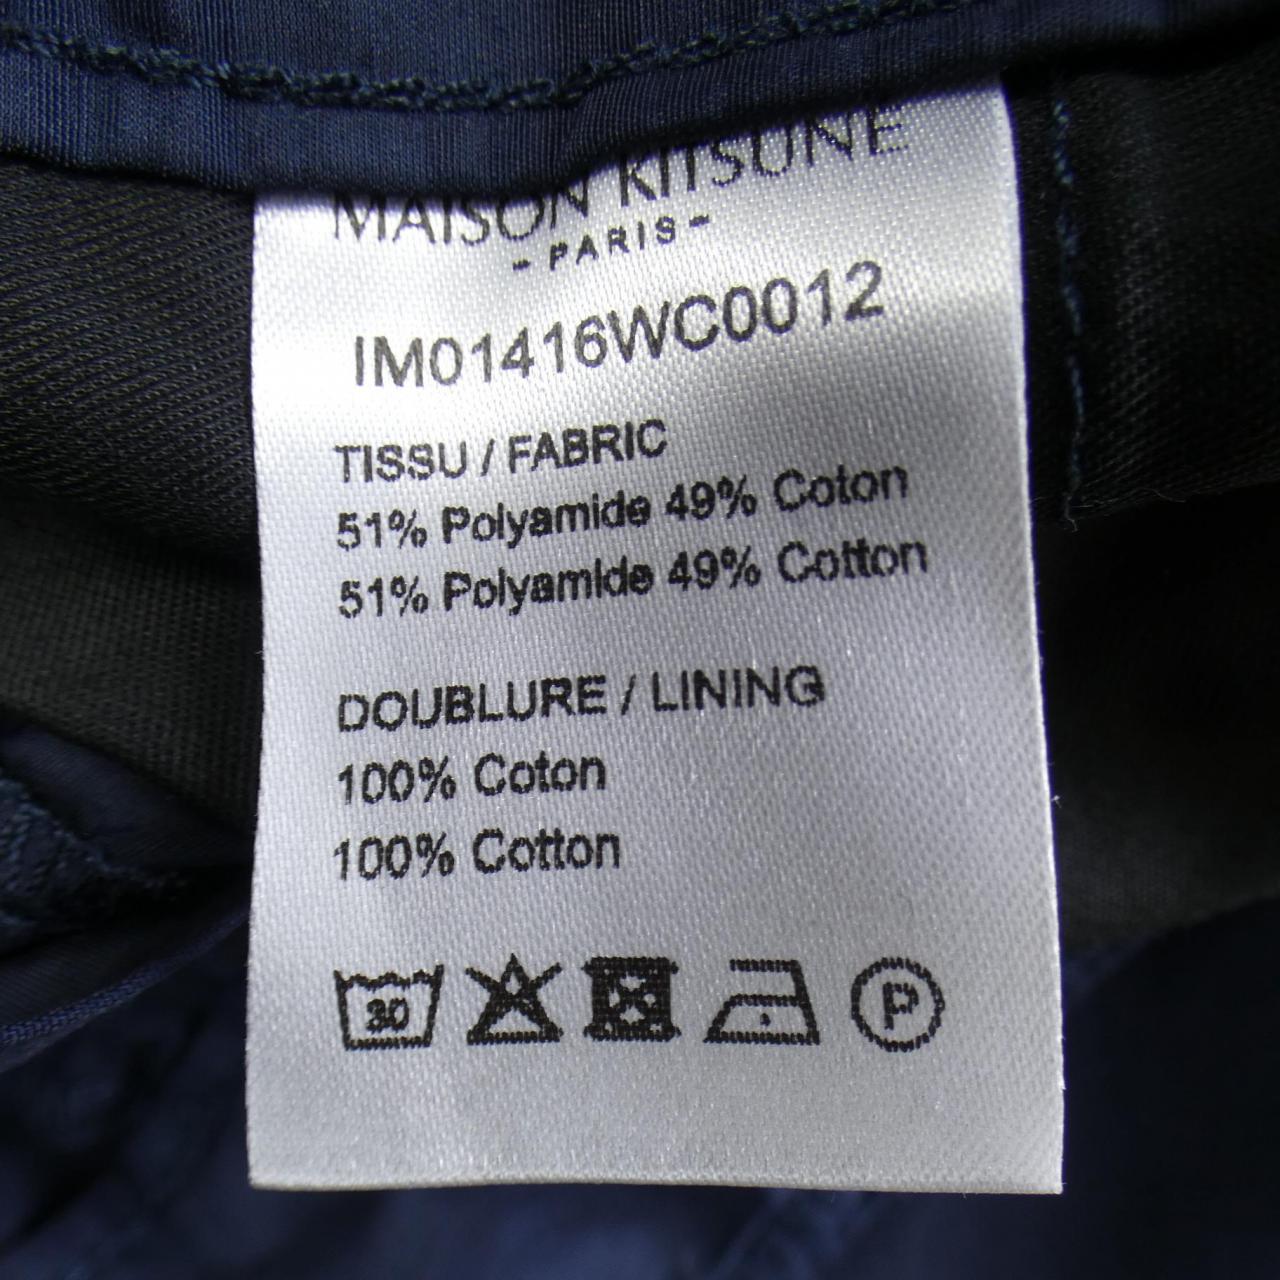 MAISON KITSUNÉ
- PARIS -
IM01416WC0012
TISSU / FABRIC
51% Polyamide 49% Coton
51% Polyamide 49% Cotton
DOUBLURE / LINING
100% Coton
100% Cotton
30 P